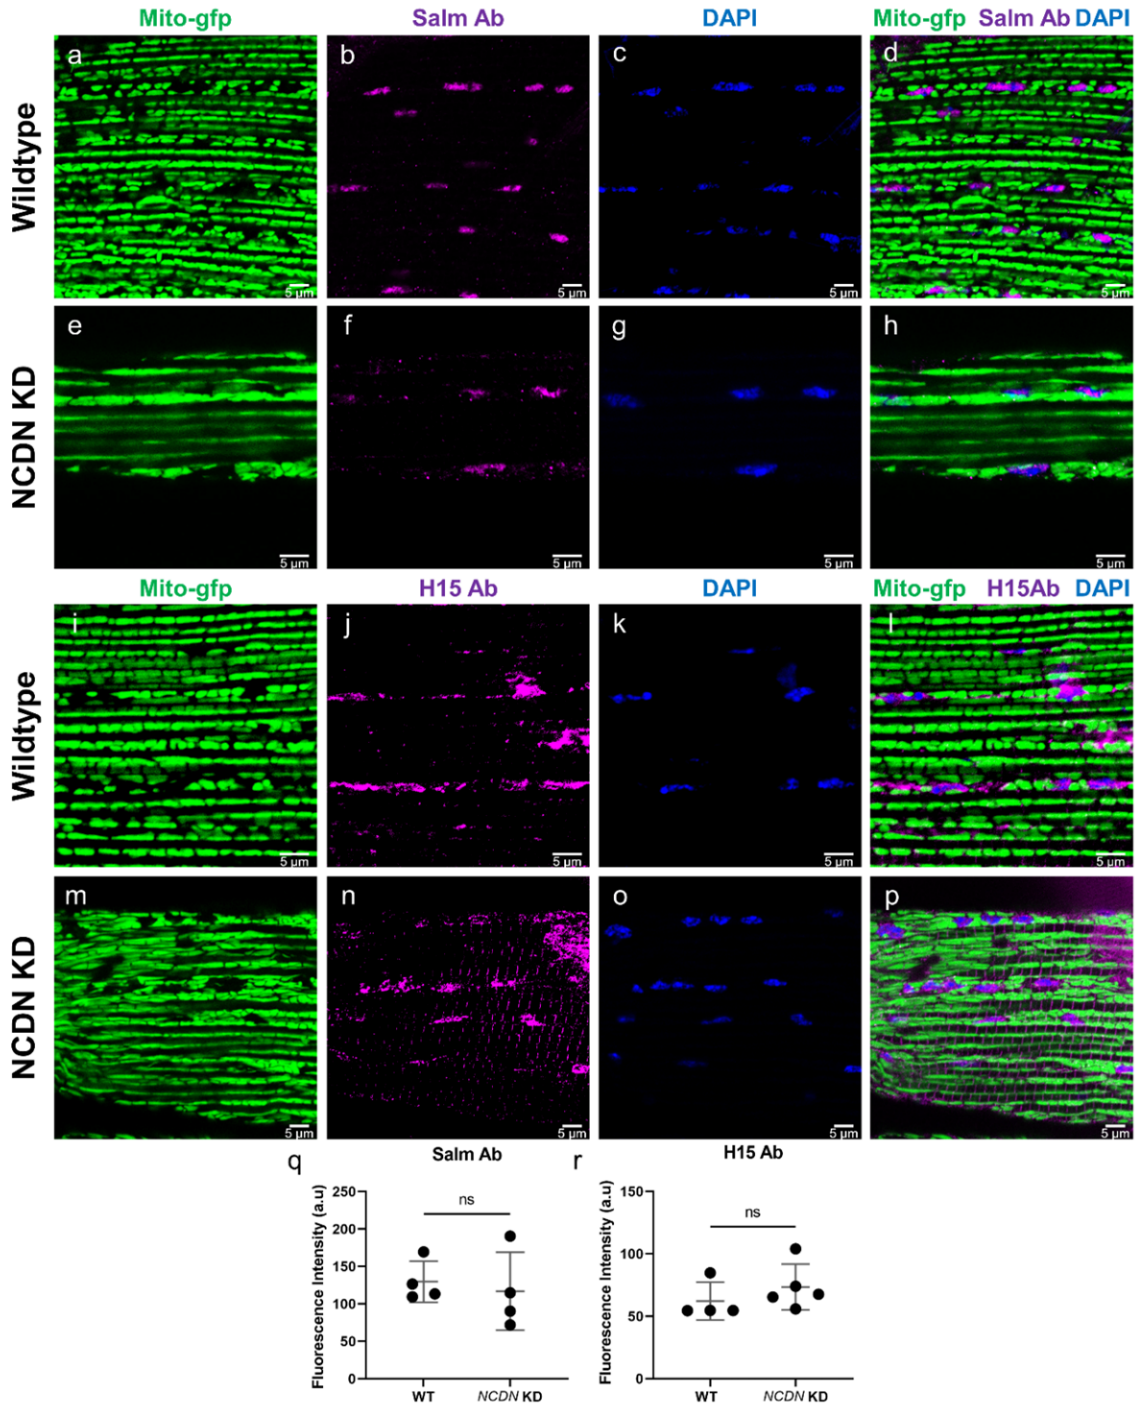 Mito-gfp Salm Ab DAPI Mito-gfp Salm Ab DAPI
Wildtype
a b c d
5 µm 5 µm 5 µm 5 µm
NCDN KD
e f g h
5 µm 5 µm 5 µm 5 µm
Mito-gfp H15 Ab DAPI Mito-gfp H15Ab DAPI
Wildtype
i j k l
5 µm 5 µm 5 µm 5 µm
NCDN KD
m n o p
5 µm 5 µm 5 µm 5 µm
q Salm Ab
Fluorescence Intensity (a.u)
250
200
150
100
50
0
ns
WT NCDN KD
r H15 Ab
Fluorescence Intensity (a.u)
150
100
50
0
ns
WT NCDN KD